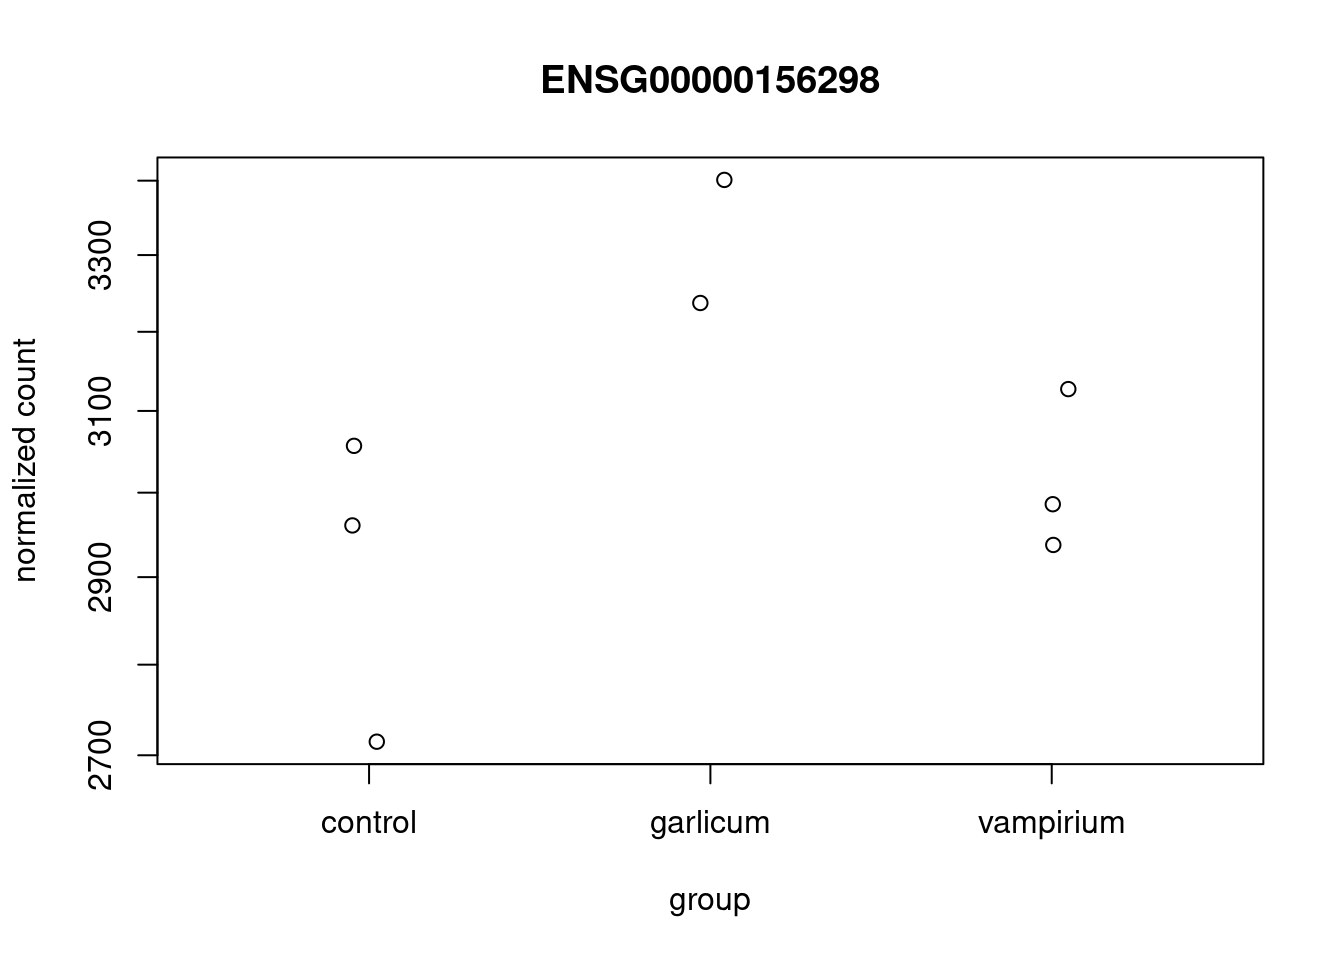 ENSG00000156298
normalized count
3300
3100
2900
2700
control garlicum vampirium
group